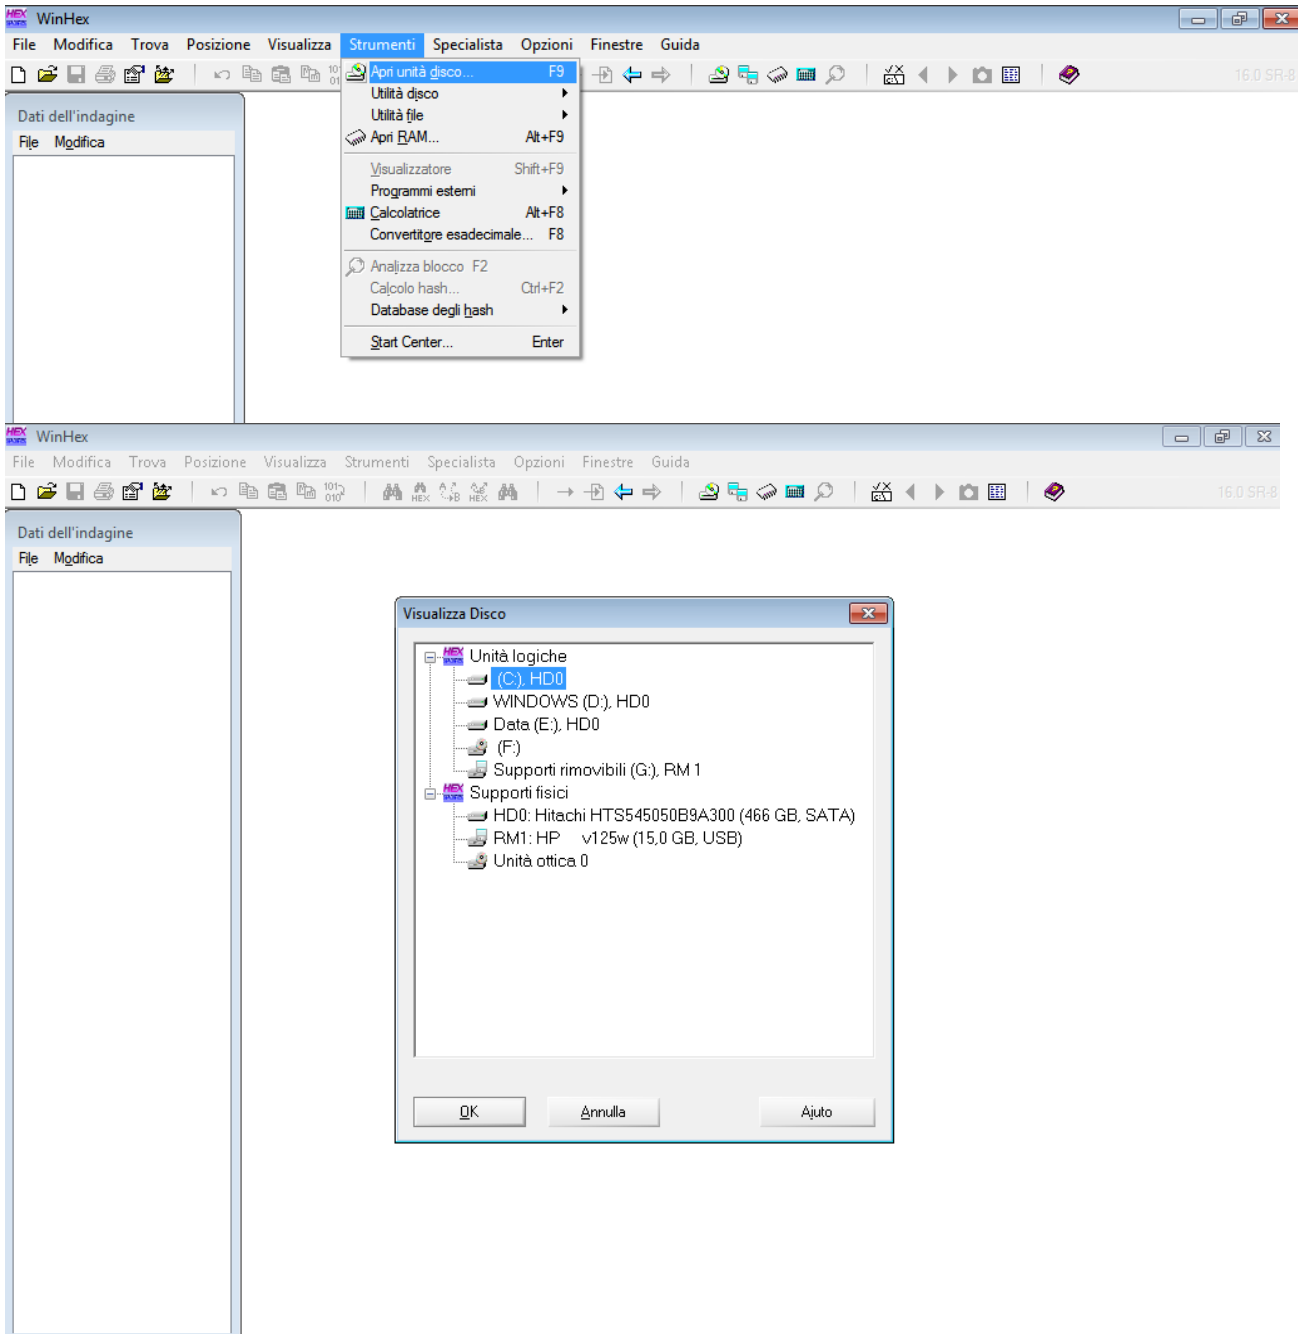 WinHex
File Modifica Trova Posizione Visualizza Strumenti Specialista Opzioni Finestre Guida
16.0 SR-8
Apri unità disco... F9
Utilità disco
Utilità file
Apri RAM... Alt+F9
Visualizzatore Shift+F9
Programmi esterni
Calcolatrice Alt+F8
Convertitore esadecimale... F8
Analizza blocco F2
Calcolo hash... Ctrl+F2
Database degli hash
Start Center... Enter
Dati dell'indagine
File Modifica
WinHex
File Modifica Trova Posizione Visualizza Strumenti Specialista Opzioni Finestre Guida
16.0 SR-8
Dati dell'indagine
File Modifica
Visualizza Disco
Unità logiche
(C:), HD0
WINDOWS (D:), HD0
Data (E:), HD0
(F:)
Supporti rimovibili (G:), RM 1
Supporti fisici
HD0: Hitachi HTS545050B9A300 (466 GB, SATA)
RM1: HP v125w (15,0 GB, USB)
Unità ottica 0
OK Annulla Aiuto